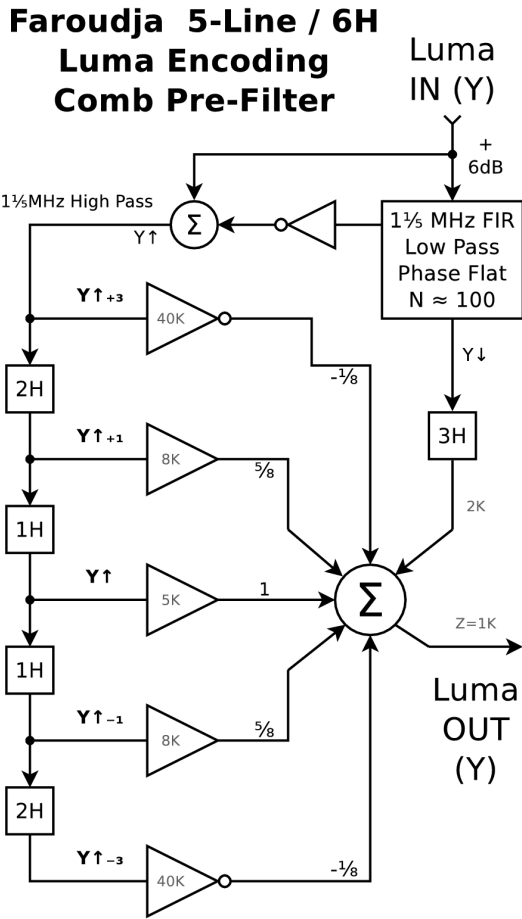 Faroudja 5-Line / 6H
Luma Encoding
Comb Pre-Filter
Luma
IN (Y)
+
6dB
1⅕MHz High Pass
Σ
Y↑
1⅕ MHz FIR
Low Pass
Phase Flat
N ≈ 100
Y↑₊₃
40K
-⅛
Y↓
2H
3H
Y↑₊₁
8K
⅝
2K
1H
Y↑
5K
1
Σ
Z=1K
1H
Luma
OUT
(Y)
Y↑₋₁
8K
⅝
2H
Y↑₋₃
40K
-⅛